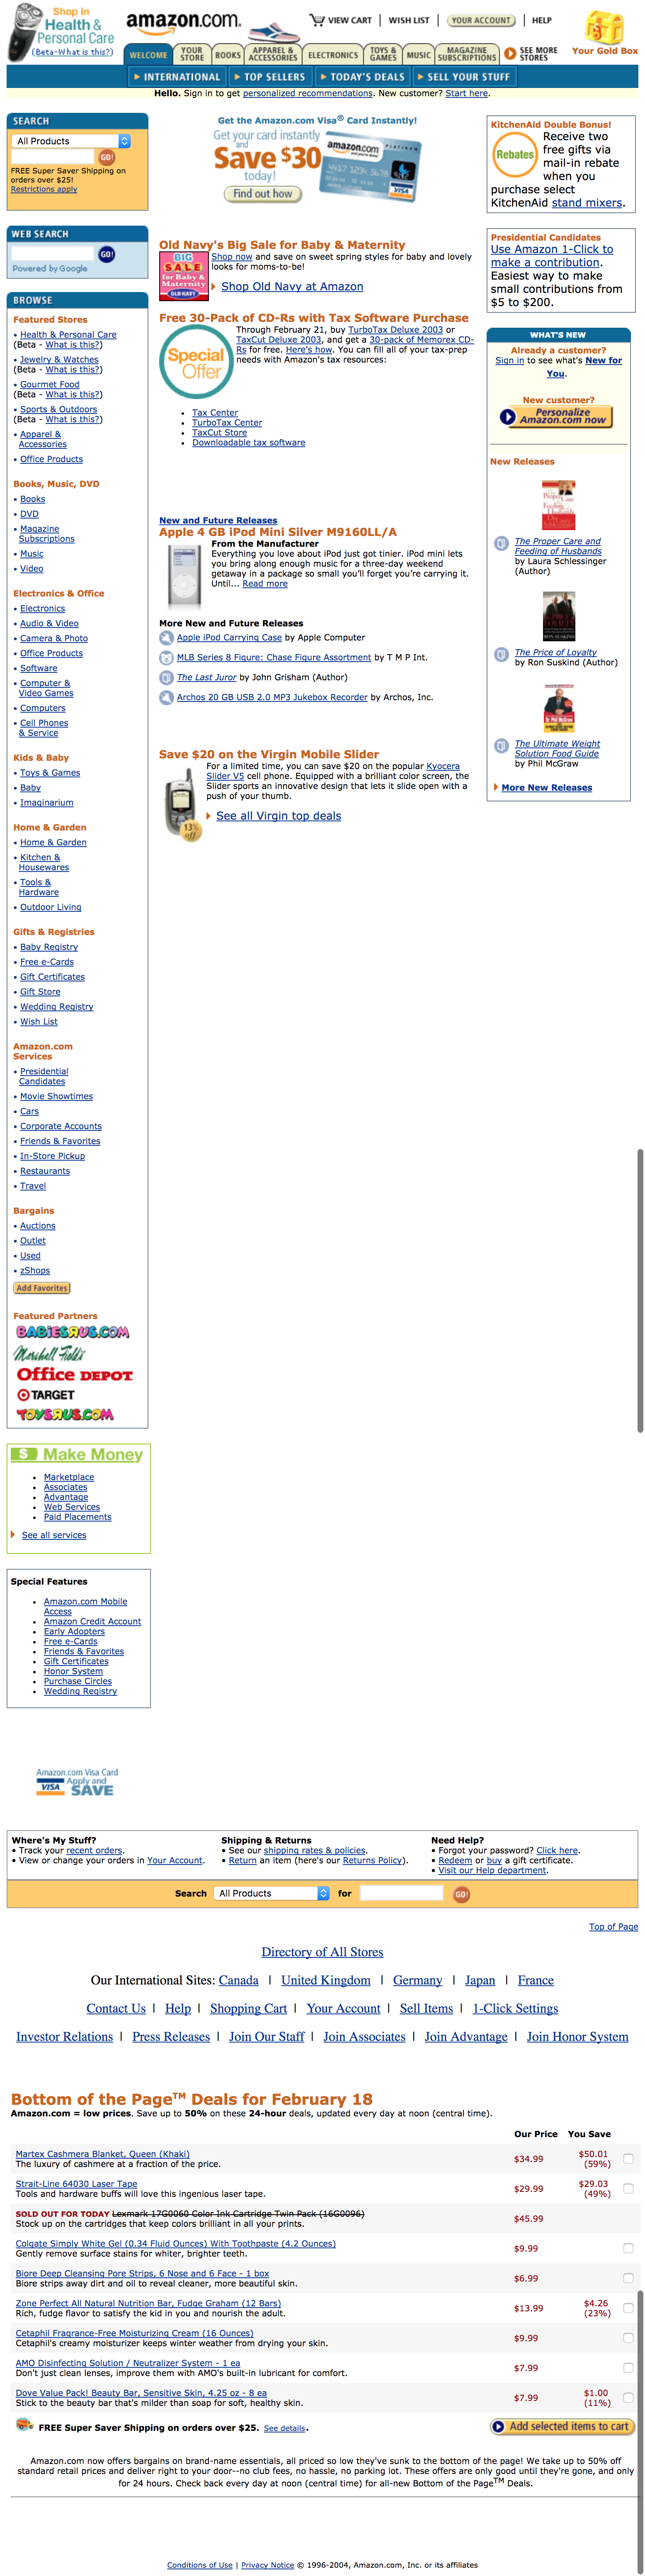 Shop in
Health &
Personal Care
(Beta-What is this?)
amazon.com.
VIEW CART | WISH LIST | YOUR ACCOUNT | HELP
WELCOME
YOUR STORE
BOOKS
APPAREL & ACCESSORIES
ELECTRONICS
TOYS & GAMES
MUSIC
MAGAZINE SUBSCRIPTIONS
SEE MORE STORES
Your Gold Box
INTERNATIONAL
TOP SELLERS
TODAY'S DEALS
SELL YOUR STUFF
Hello. Sign in to get personalized recommendations. New customer? Start here.
SEARCH
All Products
GO!
FREE Super Saver Shipping on
orders over $25!
Restrictions apply
WEB SEARCH
GO!
Powered by Google
BROWSE
Featured Stores
• Health & Personal Care
(Beta - What is this?)
• Jewelry & Watches
(Beta - What is this?)
• Gourmet Food
(Beta - What is this?)
• Sports & Outdoors
(Beta - What is this?)
• Apparel &
Accessories
• Office Products
Books, Music, DVD
• Books
• DVD
• Magazine
Subscriptions
• Music
• Video
Electronics & Office
• Electronics
• Audio & Video
• Camera & Photo
• Office Products
• Software
• Computer &
Video Games
• Computers
• Cell Phones
& Service
Kids & Baby
• Toys & Games
• Baby
• Imaginarium
Home & Garden
• Home & Garden
• Kitchen &
Housewares
• Tools &
Hardware
• Outdoor Living
Gifts & Registries
• Baby Registry
• Free e-Cards
• Gift Certificates
• Gift Store
• Wedding Registry
• Wish List
Amazon.com
Services
• Presidential
Candidates
• Movie Showtimes
• Cars
• Corporate Accounts
• Friends & Favorites
• In-Store Pickup
• Restaurants
• Travel
Bargains
• Auctions
• Outlet
• Used
• zShops
Add Favorites
Featured Partners
BABIESRUS.COM
Marshall Field's
Office DEPOT
TARGET
TOYSRUS.COM
$ Make Money
• Marketplace
• Associates
• Advantage
• Web Services
• Paid Placements
See all services
Special Features
• Amazon.com Mobile
Access
• Amazon Credit Account
• Early Adopters
• Free e-Cards
• Friends & Favorites
• Gift Certificates
• Honor System
• Purchase Circles
• Wedding Registry
Amazon.com Visa Card
VISA Apply and
SAVE
Get the Amazon.com Visa® Card Instantly!
Get your card instantly
and
Save $30
today!
Find out how
amazon.com
PLATINUM
VISA
Old Navy's Big Sale for Baby & Maternity
BIG
SALE
for Baby &
Maternity
OLD NAVY
Shop now and save on sweet spring styles for baby and lovely
looks for moms-to-be!
Shop Old Navy at Amazon
Free 30-Pack of CD-Rs with Tax Software Purchase
Special
Offer
Through February 21, buy TurboTax Deluxe 2003 or
TaxCut Deluxe 2003, and get a 30-pack of Memorex CD-
Rs for free. Here's how. You can fill all of your tax-prep
needs with Amazon's tax resources:
• Tax Center
• TurboTax Center
• TaxCut Store
• Downloadable tax software
New and Future Releases
Apple 4 GB iPod Mini Silver M9160LL/A
From the Manufacturer
Everything you love about iPod just got tinier. iPod mini lets
you bring along enough music for a three-day weekend
getaway in a package so small you'll forget you're carrying it.
Until... Read more
More New and Future Releases
Apple iPod Carrying Case by Apple Computer
MLB Series 8 Figure: Chase Figure Assortment by T M P Int.
The Last Juror by John Grisham (Author)
Archos 20 GB USB 2.0 MP3 Jukebox Recorder by Archos, Inc.
Save $20 on the Virgin Mobile Slider
13%
off
For a limited time, you can save $20 on the popular Kyocera
Slider V5 cell phone. Equipped with a brilliant color screen, the
Slider sports an innovative design that lets it slide open with a
push of your thumb.
See all Virgin top deals
KitchenAid Double Bonus!
Rebates
Receive two
free gifts via
mail-in rebate
when you
purchase select
KitchenAid stand mixers.
Presidential Candidates
Use Amazon 1-Click to
make a contribution.
Easiest way to make
small contributions from
$5 to $200.
WHAT'S NEW
Already a customer?
Sign in to see what's New for
You.
New customer?
Personalize
Amazon.com now
New Releases
The Proper Care and
Feeding of Husbands
by Laura Schlessinger
(Author)
The Price of Loyalty
by Ron Suskind (Author)
The Ultimate Weight
Solution Food Guide
by Phil McGraw
More New Releases
Where's My Stuff?
• Track your recent orders.
• View or change your orders in Your Account.
Shipping & Returns
• See our shipping rates & policies.
• Return an item (here's our Returns Policy).
Need Help?
• Forgot your password? Click here.
• Redeem or buy a gift certificate.
• Visit our Help department.
Search All Products for GO!
Top of Page
Directory of All Stores
Our International Sites: Canada | United Kingdom | Germany | Japan | France
Contact Us | Help | Shopping Cart | Your Account | Sell Items | 1-Click Settings
Investor Relations | Press Releases | Join Our Staff | Join Associates | Join Advantage | Join Honor System
Bottom of the Page™ Deals for February 18
Amazon.com = low prices. Save up to 50% on these 24-hour deals, updated every day at noon (central time).
Our Price You Save
Martex Cashmera Blanket, Queen (Khaki)
The luxury of cashmere at a fraction of the price.
$34.99 $50.01
(59%)
Strait-Line 64030 Laser Tape
Tools and hardware buffs will love this ingenious laser tape.
$29.99 $29.03
(49%)
SOLD OUT FOR TODAY Lexmark 17G0060 Color Ink Cartridge Twin Pack (16G0096)
Stock up on the cartridges that keep colors brilliant in all your prints.
$45.99
Colgate Simply White Gel (0.34 Fluid Ounces) With Toothpaste (4.2 Ounces)
Gently remove surface stains for whiter, brighter teeth.
$9.99
Biore Deep Cleansing Pore Strips, 6 Nose and 6 Face - 1 box
Biore strips away dirt and oil to reveal cleaner, more beautiful skin.
$6.99
Zone Perfect All Natural Nutrition Bar, Fudge Graham (12 Bars)
Rich, fudge flavor to satisfy the kid in you and nourish the adult.
$13.99 $4.26
(23%)
Cetaphil Fragrance-Free Moisturizing Cream (16 Ounces)
Cetaphil's creamy moisturizer keeps winter weather from drying your skin.
$9.99
AMO Disinfecting Solution / Neutralizer System - 1 ea
Don't just clean lenses, improve them with AMO's built-in lubricant for comfort.
$7.99
Dove Value Pack! Beauty Bar, Sensitive Skin, 4.25 oz - 8 ea
Stick to the beauty bar that's milder than soap for soft, healthy skin.
$7.99 $1.00
(11%)
FREE Super Saver Shipping on orders over $25. See details.
Add selected items to cart
Amazon.com now offers bargains on brand-name essentials, all priced so low they've sunk to the bottom of the page! We take up to 50% off
standard retail prices and deliver right to your door--no club fees, no hassle, no parking lot. These offers are only good until they're gone, and only
for 24 hours. Check back every day at noon (central time) for all-new Bottom of the Page™ Deals.
Conditions of Use | Privacy Notice © 1996-2004, Amazon.com, Inc. or its affiliates